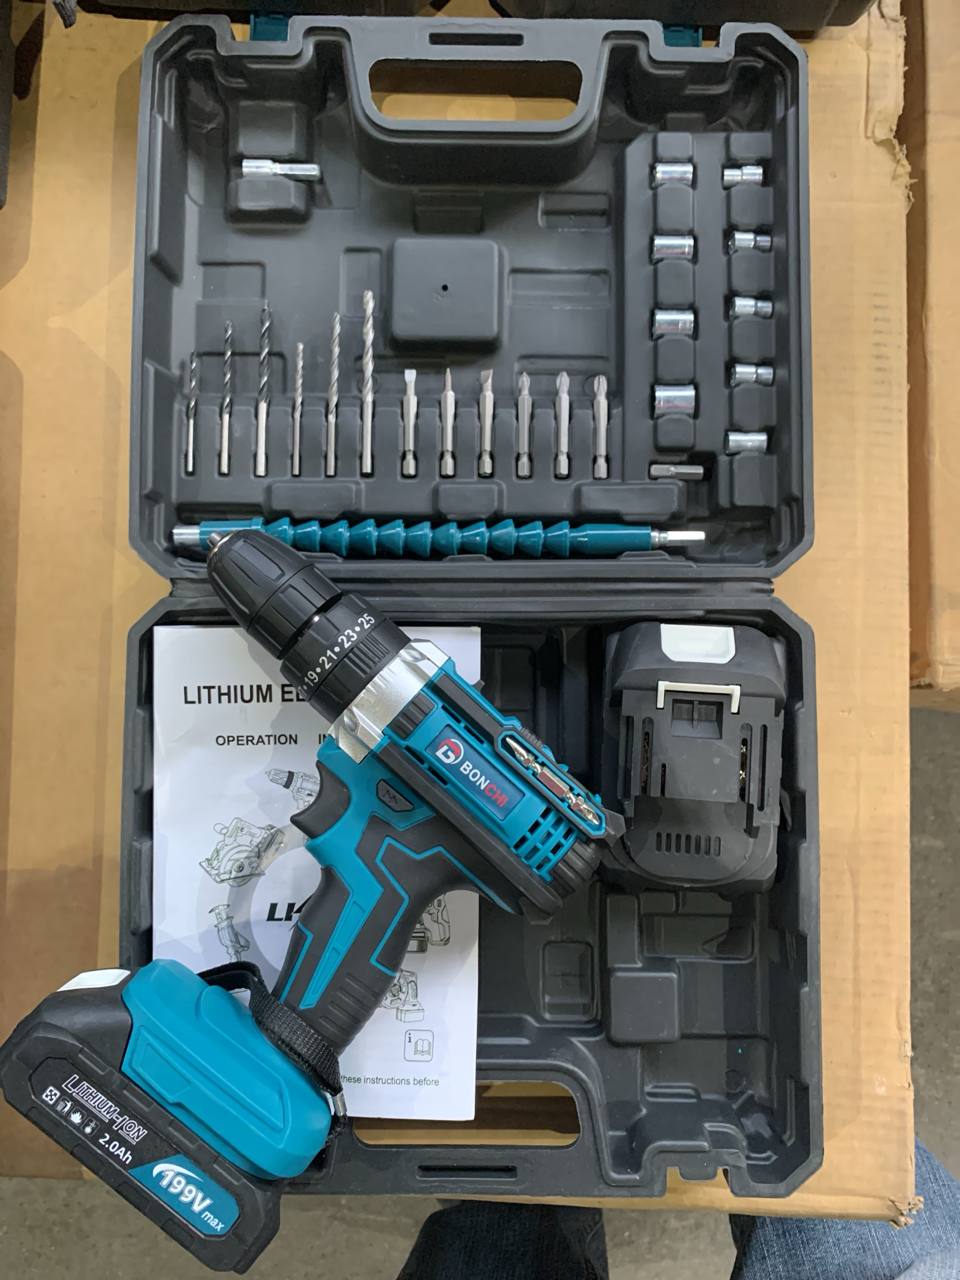 19•21•23•25
LITHIUM
OPERATION
BONCHI
these instructions before
LITHIUM-ION
2.0Ah
199V max